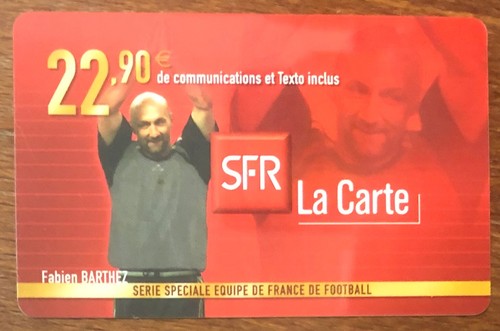 22,90 €
de communications et Texto inclus
SFR
La Carte
Fabien BARTHEZ
SERIE SPECIALE EQUIPE DE FRANCE DE FOOTBALL